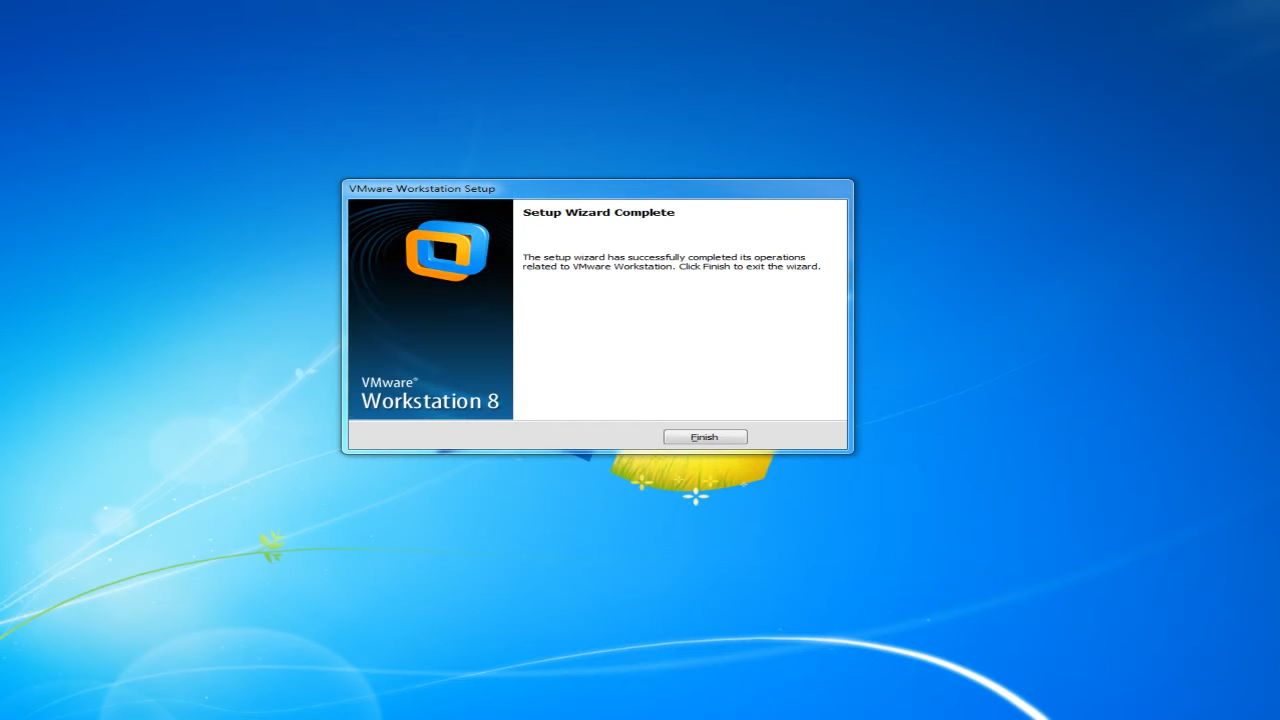 VMware Workstation Setup
Setup Wizard Complete
The setup wizard has successfully completed its operations
related to VMware Workstation. Click Finish to exit the wizard.
VMware®
Workstation 8
Finish